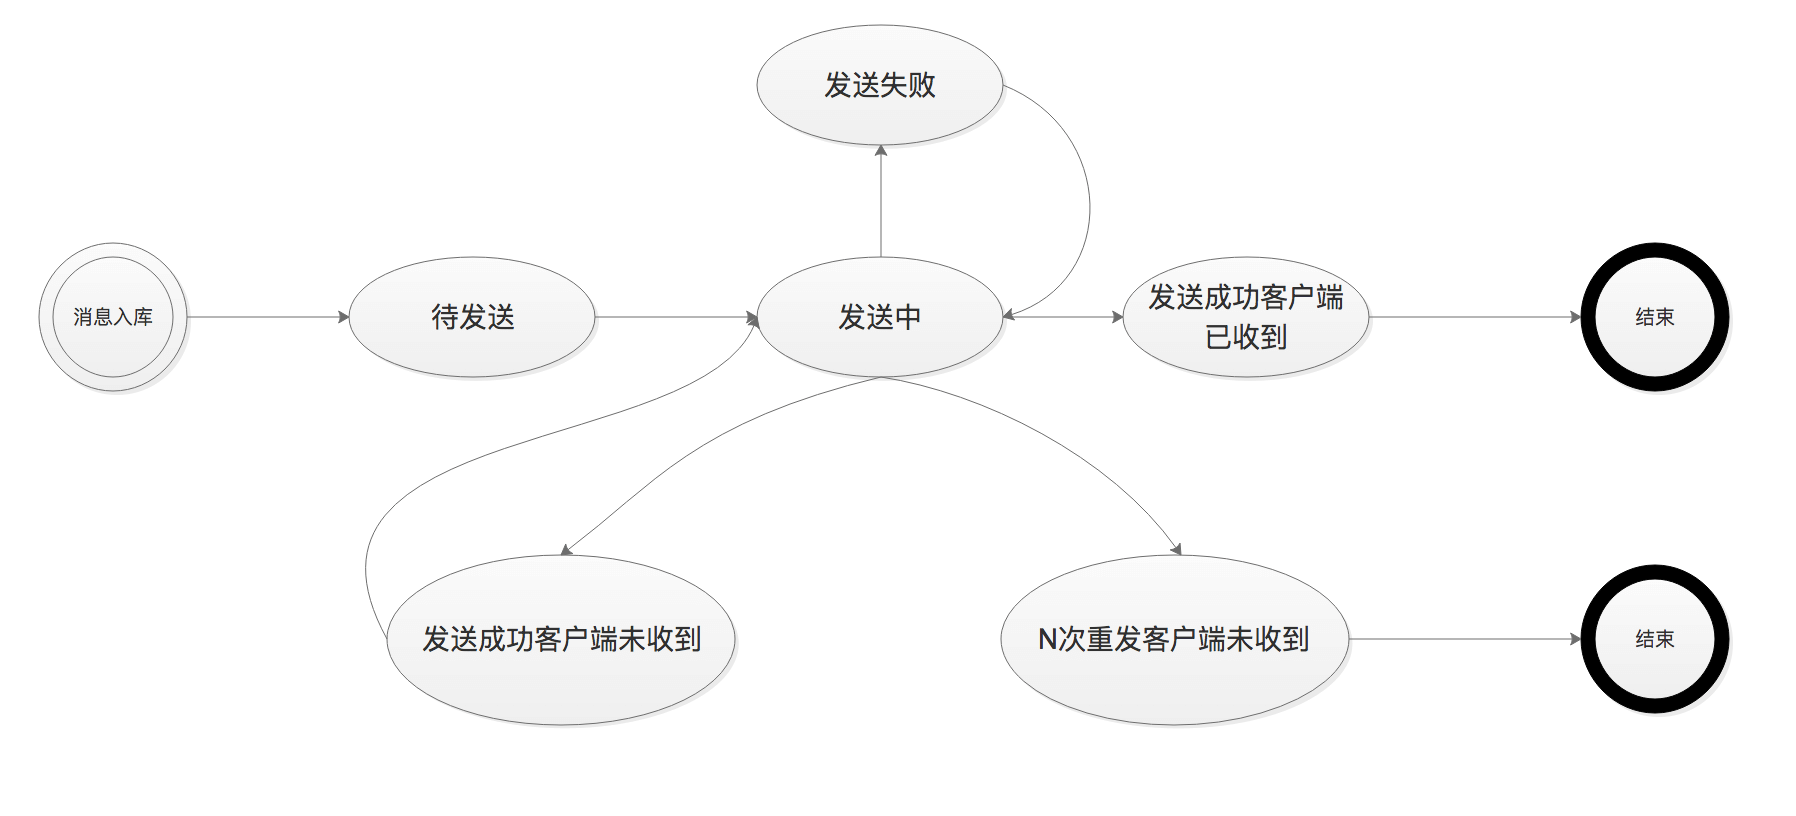 发送失败
消息入库
待发送
发送中
发送成功客户端
已收到
结束
发送成功客户端未收到
N次重发客户端未收到
结束